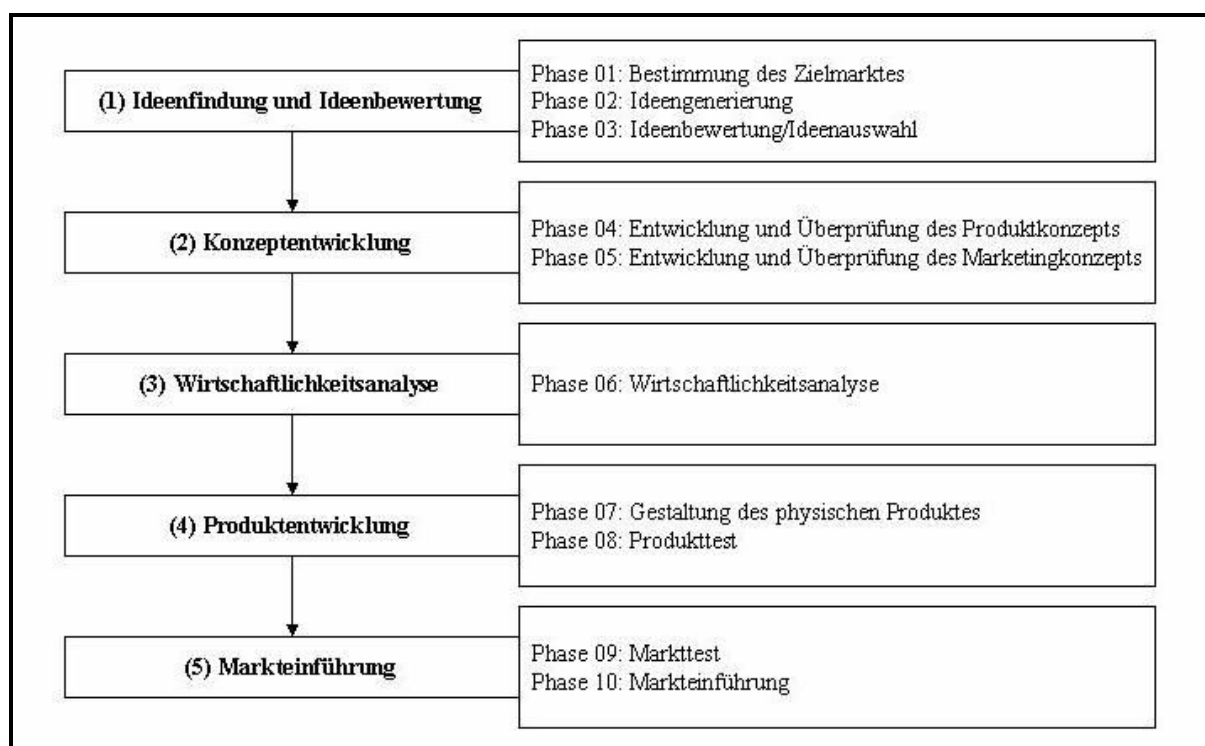 (1) Ideenfindung und Ideenbewertung
Phase 01: Bestimmung des Zielmarktes
Phase 02: Ideengenerierung
Phase 03: Ideenbewertung/Ideenauswahl
(2) Konzeptentwicklung
Phase 04: Entwicklung und Überprüfung des Produktkonzepts
Phase 05: Entwicklung und Überprüfung des Marketingkonzepts
(3) Wirtschaftlichkeitsanalyse
Phase 06: Wirtschaftlichkeitsanalyse
(4) Produktentwicklung
Phase 07: Gestaltung des physischen Produktes
Phase 08: Produkttest
(5) Markteinführung
Phase 09: Markttest
Phase 10: Markteinführung